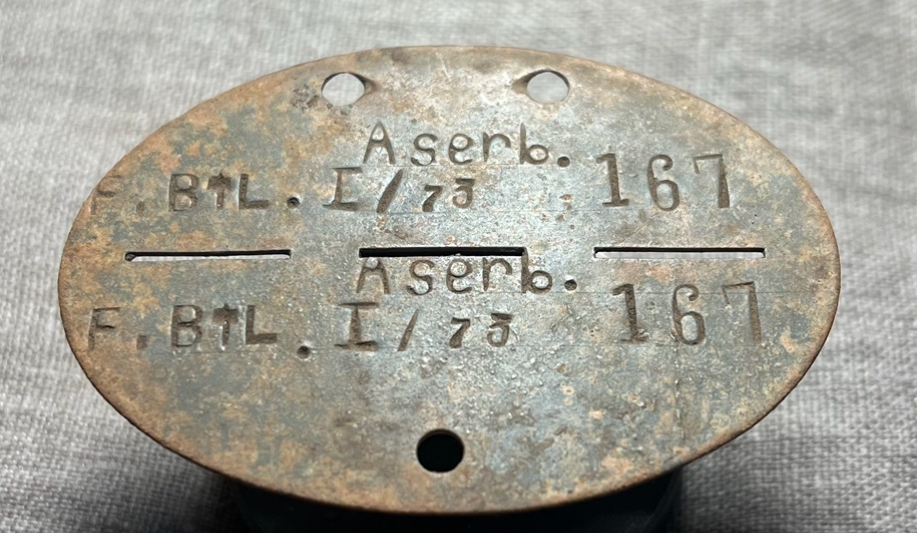 Aserb.
F. Btl. I/73 167
Aserb.
F. Btl. I/73 167